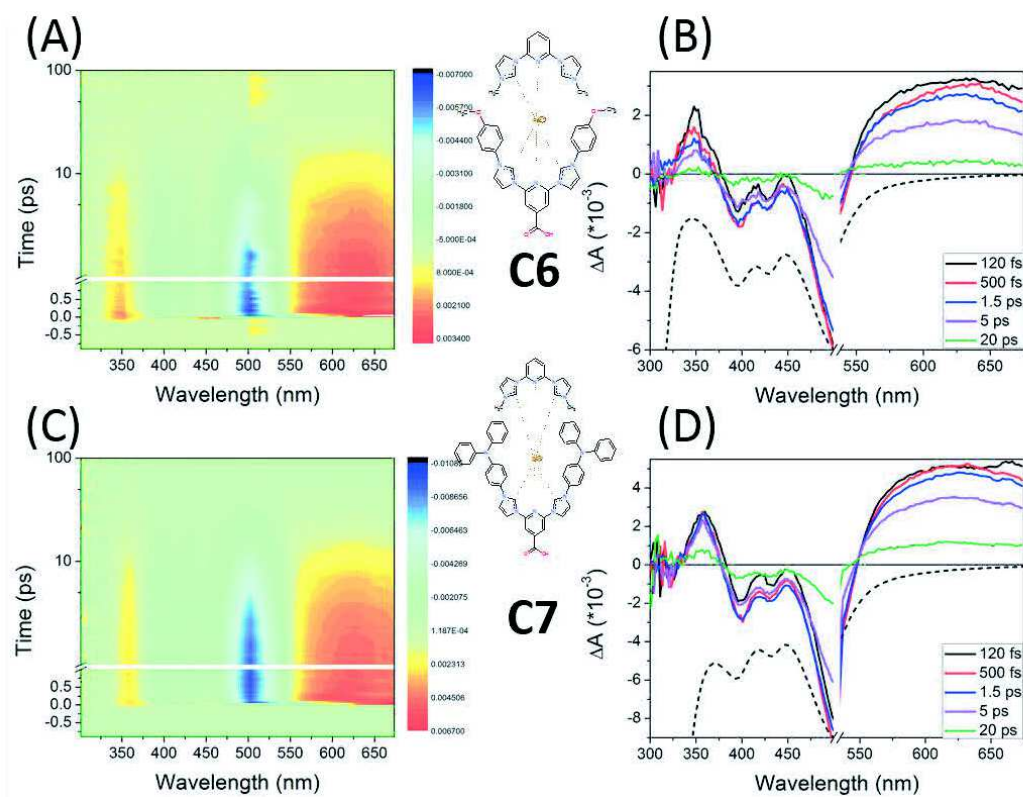 (A)
100
10
0.5
0.0
-0.5
Time (ps)
350 400 450 500 550 600 650
Wavelength (nm)
-0.007000
-0.005700
-0.004400
-0.003100
-0.001800
-5.000E-04
8.000E-04
0.002100
0.003400
C6
(B)
2
0
-2
-4
-6
ΔA (*10⁻³)
120 fs
500 fs
1.5 ps
5 ps
20 ps
300 350 400 450 550 600 650
Wavelength (nm)
(C)
100
10
0.5
0.0
Time (ps)
350 400 450 500 550 600 650
Wavelength (nm)
-0.008656
-0.006463
-0.004269
-0.002075
1.187E-04
0.002313
0.004506
0.006700
C7
(D)
4
2
0
-2
-4
-6
-8
ΔA (*10⁻³)
120 fs
500 fs
1.5 ps
5 ps
20 ps
300 350 400 450 550 600 650
Wavelength (nm)